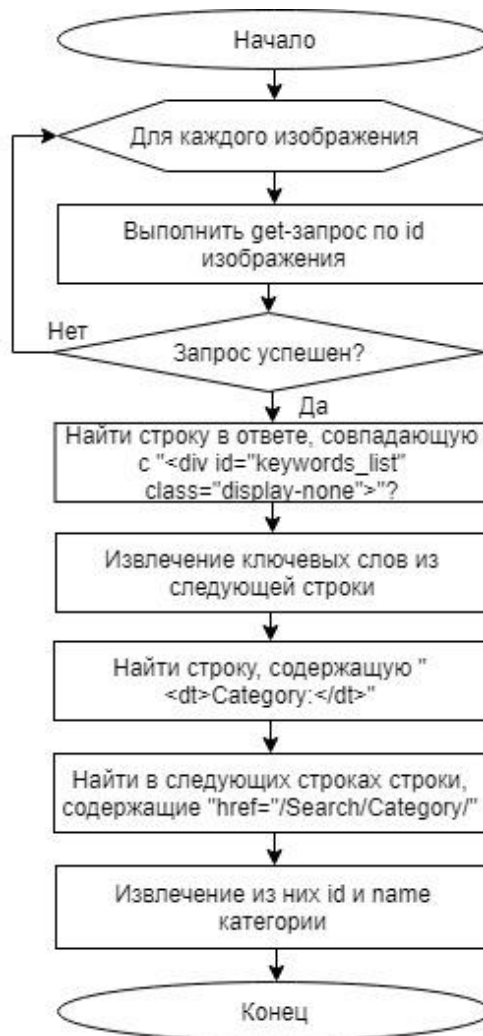 Начало
Для каждого изображения
Выполнить get-запрос по id
изображения
Нет
Запрос успешен?
Да
Найти строку в ответе, совпадающую
с "<div id="keywords_list"
class="display-none">"?
Извлечение ключевых слов из
следующей строки
Найти строку, содержащую "
<dt>Category:</dt>"
Найти в следующих строках строки,
содержащие "href="/Search/Category/"
Извлечение из них id и name
категории
Конец